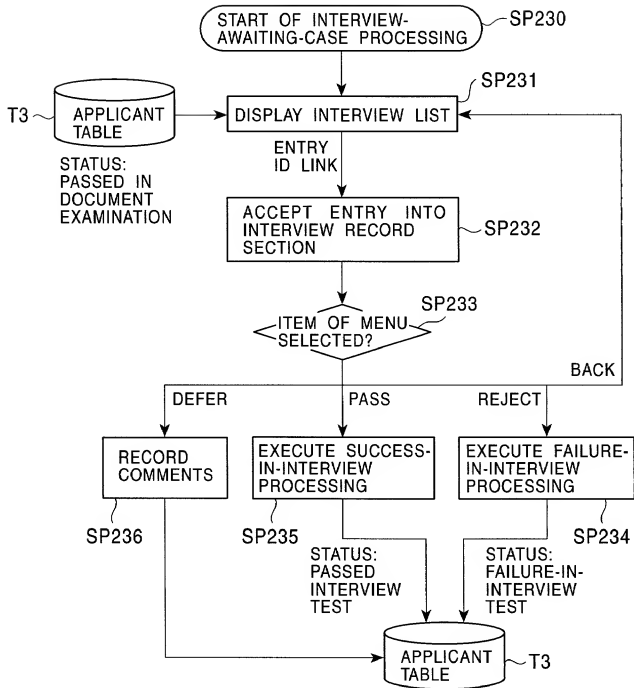 START OF INTERVIEW-
AWAITING-CASE PROCESSING
SP230
SP231
T3
APPLICANT
TABLE
DISPLAY INTERVIEW LIST
STATUS:
PASSED IN
DOCUMENT
EXAMINATION
ENTRY
ID LINK
ACCEPT ENTRY INTO
INTERVIEW RECORD
SECTION
SP232
SP233
ITEM OF MENU
SELECTED?
BACK
DEFER
PASS
REJECT
RECORD
COMMENTS
EXECUTE SUCCESS-
IN-INTERVIEW
PROCESSING
EXECUTE FAILURE-
IN-INTERVIEW
PROCESSING
SP236
SP235
SP234
STATUS:
PASSED
INTERVIEW
TEST
STATUS:
FAILURE-IN-
INTERVIEW
TEST
APPLICANT
TABLE
T3